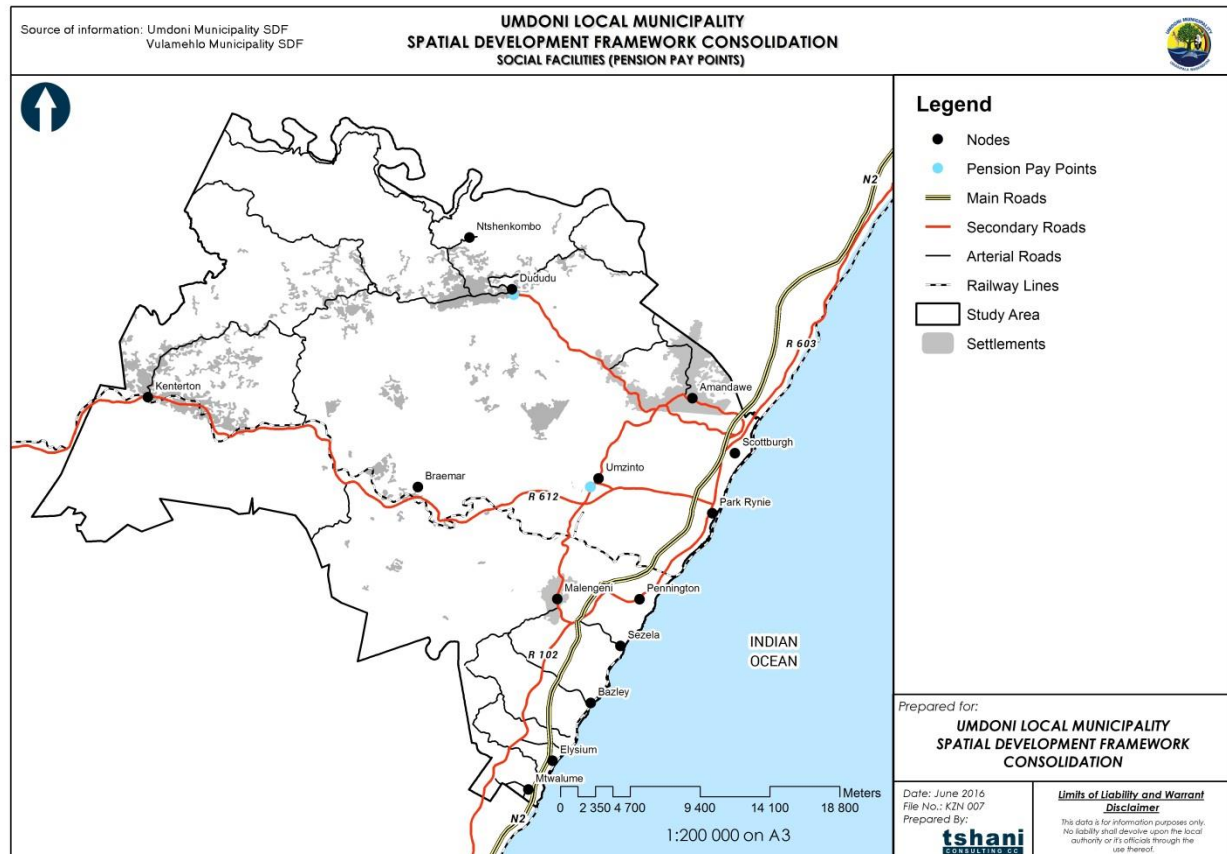 Source of information: Umdoni Municipality SDF
Vulamehlo Municipality SDF
UMDONI LOCAL MUNICIPALITY
SPATIAL DEVELOPMENT FRAMEWORK CONSOLIDATION
SOCIAL FACILITIES (PENSION PAY POINTS)
Legend
Nodes
Pension Pay Points
Main Roads
Secondary Roads
Arterial Roads
Railway Lines
Study Area
Settlements
N2
Ntshenkombo
Dududu
R 603
Kenterton
Amandawe
Scottburgh
Braemar
Umzinto
R 612
Park Rynie
Malengeni
Pennington
Sezela
INDIAN
OCEAN
R 102
Bazley
Elysium
Mtwalume
N2
Meters
0 2 350 4 700 9 400 14 100 18 800
1:200 000 on A3
Prepared for:
UMDONI LOCAL MUNICIPALITY
SPATIAL DEVELOPMENT FRAMEWORK
CONSOLIDATION
Date: June 2016
File No.: KZN 007
Prepared By:
tshani
CONSULTING CC
Limits of Liability and Warrant
Disclaimer
This data is for information purposes only.
No liability shall devolve upon the local
authority or it's officials through the
use thereof.